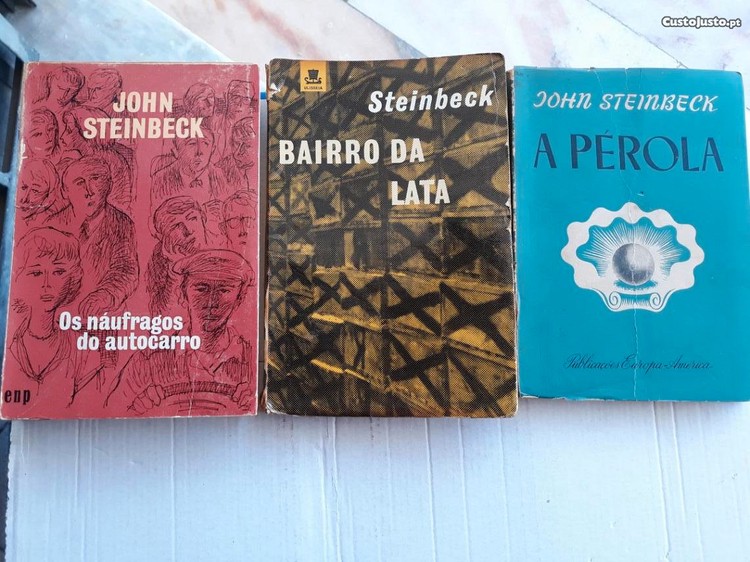 CustoJusto.pt
JOHN
STEINBECK
Os náufragos
do autocarro
enp
ULISSEIA
Steinbeck
BAIRRO DA
LATA
JOHN STEINBECK
A PÉROLA
Publicações Europa-América